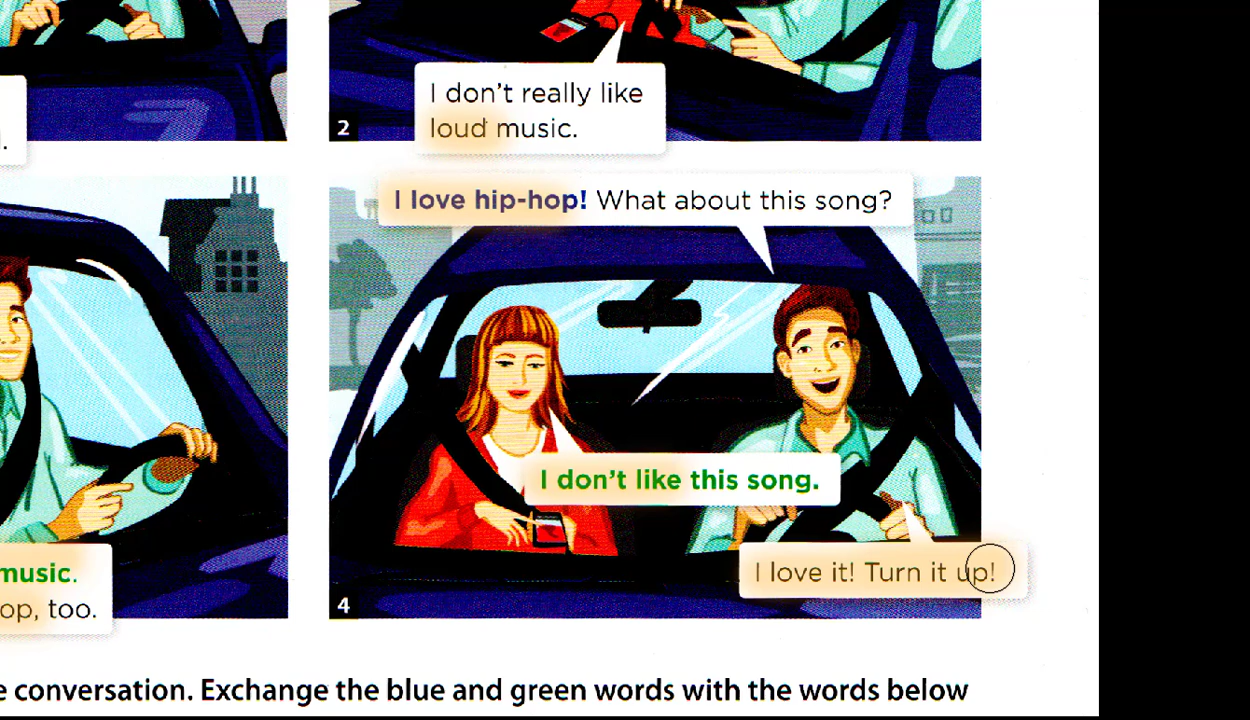 I don't really like
loud music.
2
.
I love hip-hop! What about this song?
I don't like this song.
I love it! Turn it up!
music.
op, too.
4
e conversation. Exchange the blue and green words with the words below